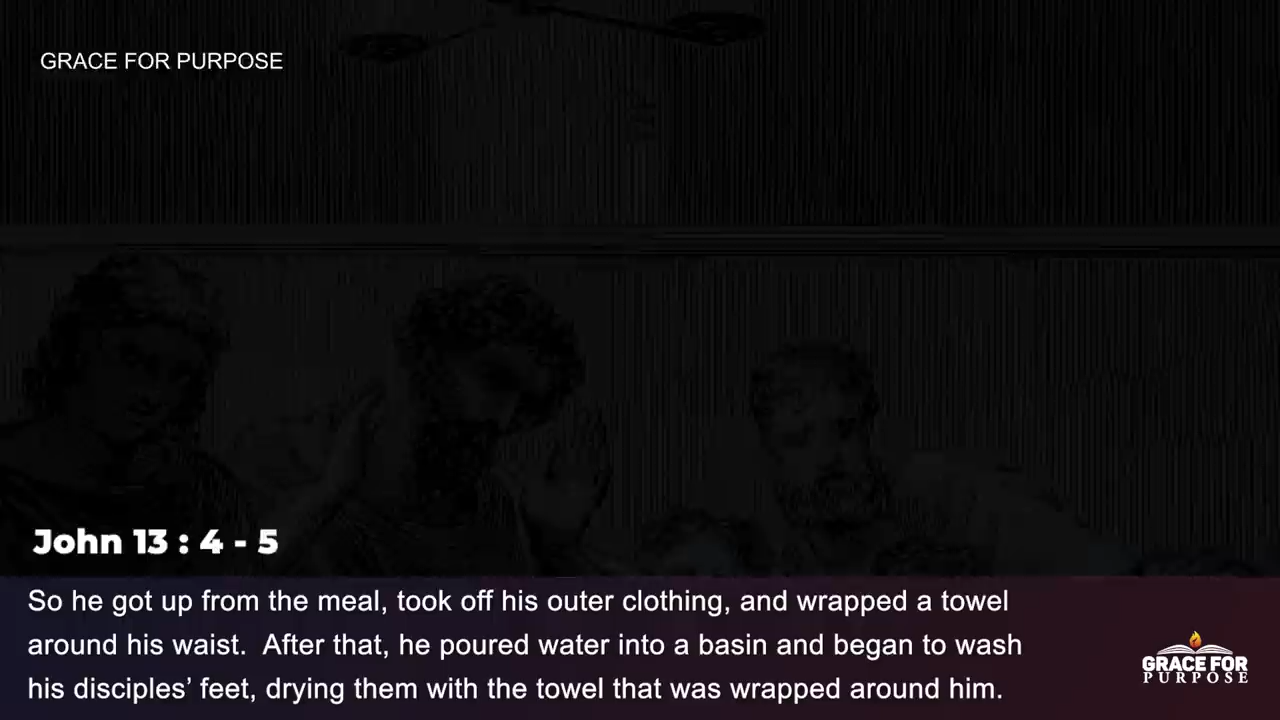 GRACE FOR PURPOSE
John 13 : 4 - 5
So he got up from the meal, took off his outer clothing, and wrapped a towel
around his waist.  After that, he poured water into a basin and began to wash
his disciples’ feet, drying them with the towel that was wrapped around him.
GRACE FOR
PURPOSE